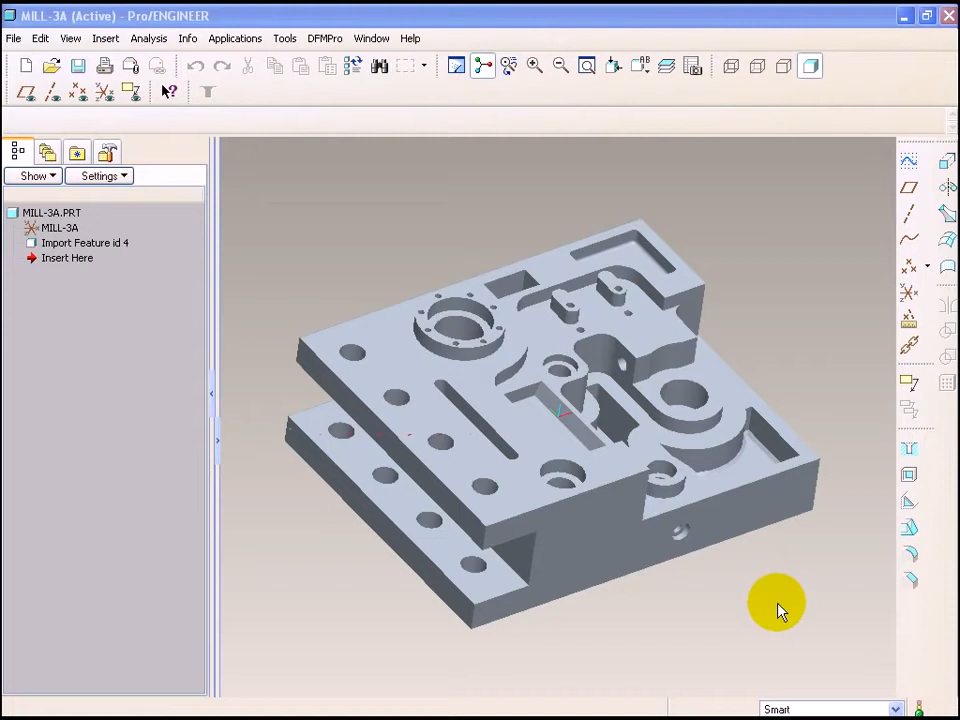 MILL-3A (Active) - Pro/ENGINEER
File Edit View Insert Analysis Info Applications Tools DFMPro Window Help
Show Settings
MILL-3A.PRT
MILL-3A
Import Feature id 4
Insert Here
Smart